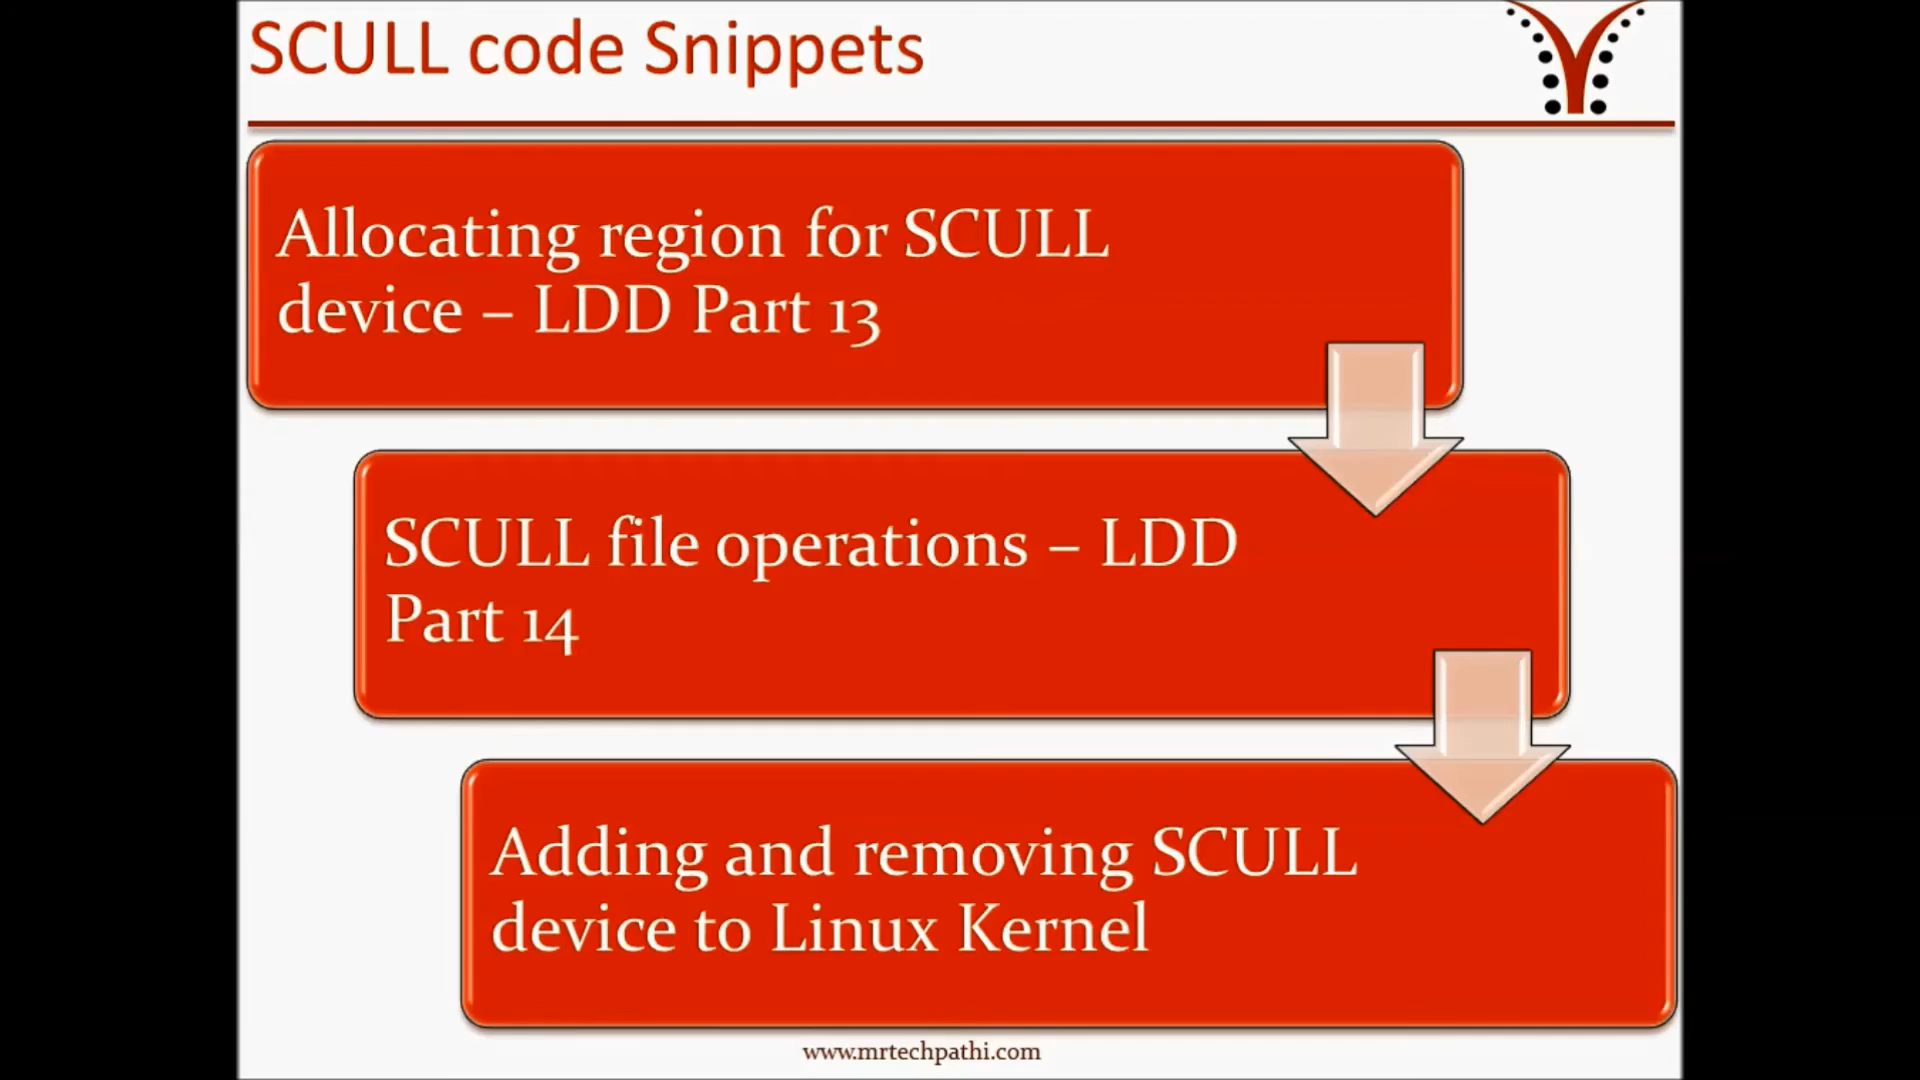 SCULL code Snippets
Allocating region for SCULL
device – LDD Part 13
SCULL file operations – LDD
Part 14
Adding and removing SCULL
device to Linux Kernel
www.mrtechpathi.com